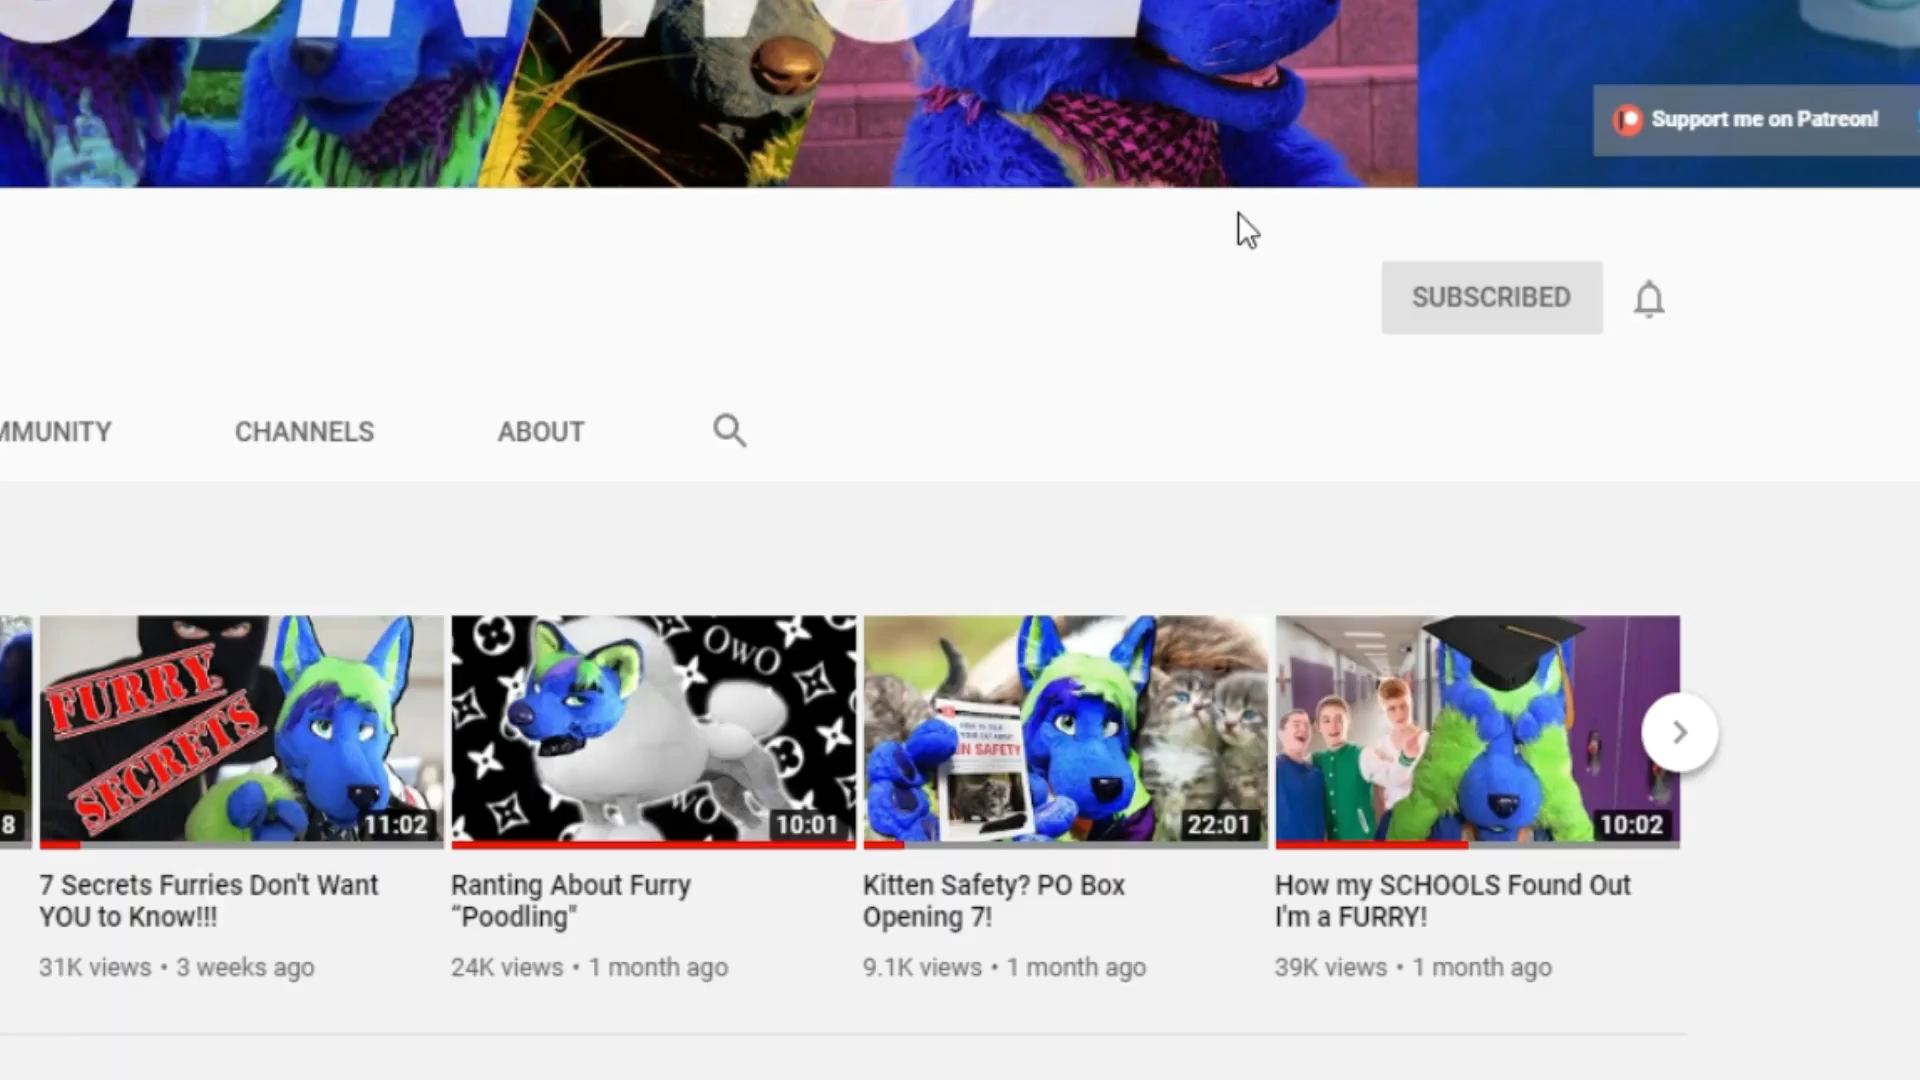 Support me on Patreon!
SUBSCRIBED
CHANNELS
ABOUT
FURRY
SECRETS
11:02
OWO
10:01
SAFETY
22:01
10:02
7 Secrets Furries Don't Want
YOU to Know!!!
31K views • 3 weeks ago
Ranting About Furry
“Poodling"
24K views • 1 month ago
Kitten Safety? PO Box
Opening 7!
9.1K views • 1 month ago
How my SCHOOLS Found Out
I'm a FURRY!
39K views • 1 month ago